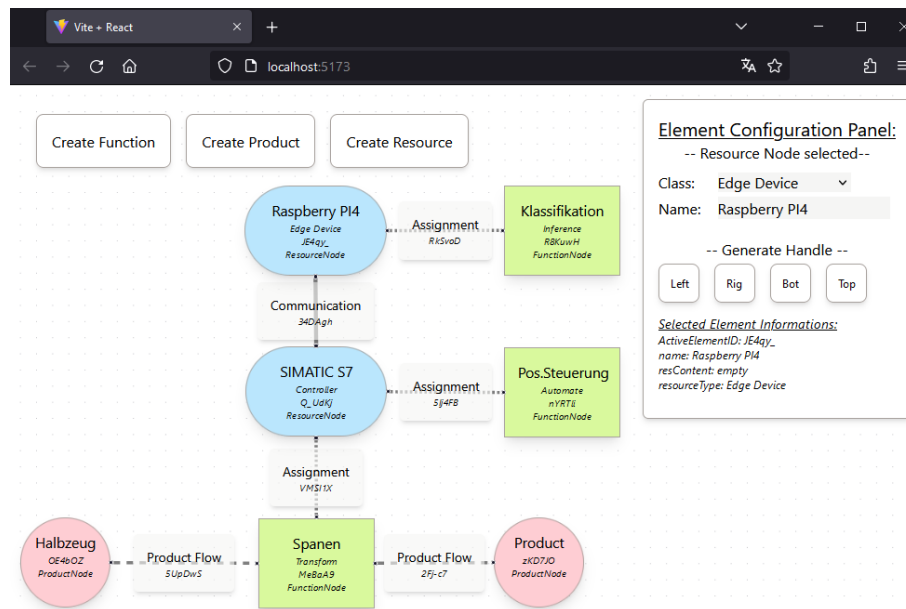 Vite + React
localhost:5173
Create Function
Create Product
Create Resource
Element Configuration Panel:
-- Resource Node selected--
Class: Edge Device
Name: Raspberry PI4
-- Generate Handle --
Left
Rig
Bot
Top
Selected Element Informations:
ActiveElementID: JE4qy_
name: Raspberry PI4
resContent: empty
resourceType: Edge Device
Raspberry PI4
Edge Device
JE4qy_
ResourceNode
Assignment
RkSvoD
Klassifikation
Inference
R8KuwH
FunctionNode
Communication
34DAgh
SIMATIC S7
Controller
Q_UdKj
ResourceNode
Assignment
5Ij4FB
Pos.Steuerung
Automate
nYRTli
FunctionNode
Assignment
VMSI1X
Halbzeug
OE4bOZ
ProductNode
Product Flow
5UpDwS
Spanen
Transform
MeBaA9
FunctionNode
Product Flow
2Fj-c7
Product
zKD7JO
ProductNode